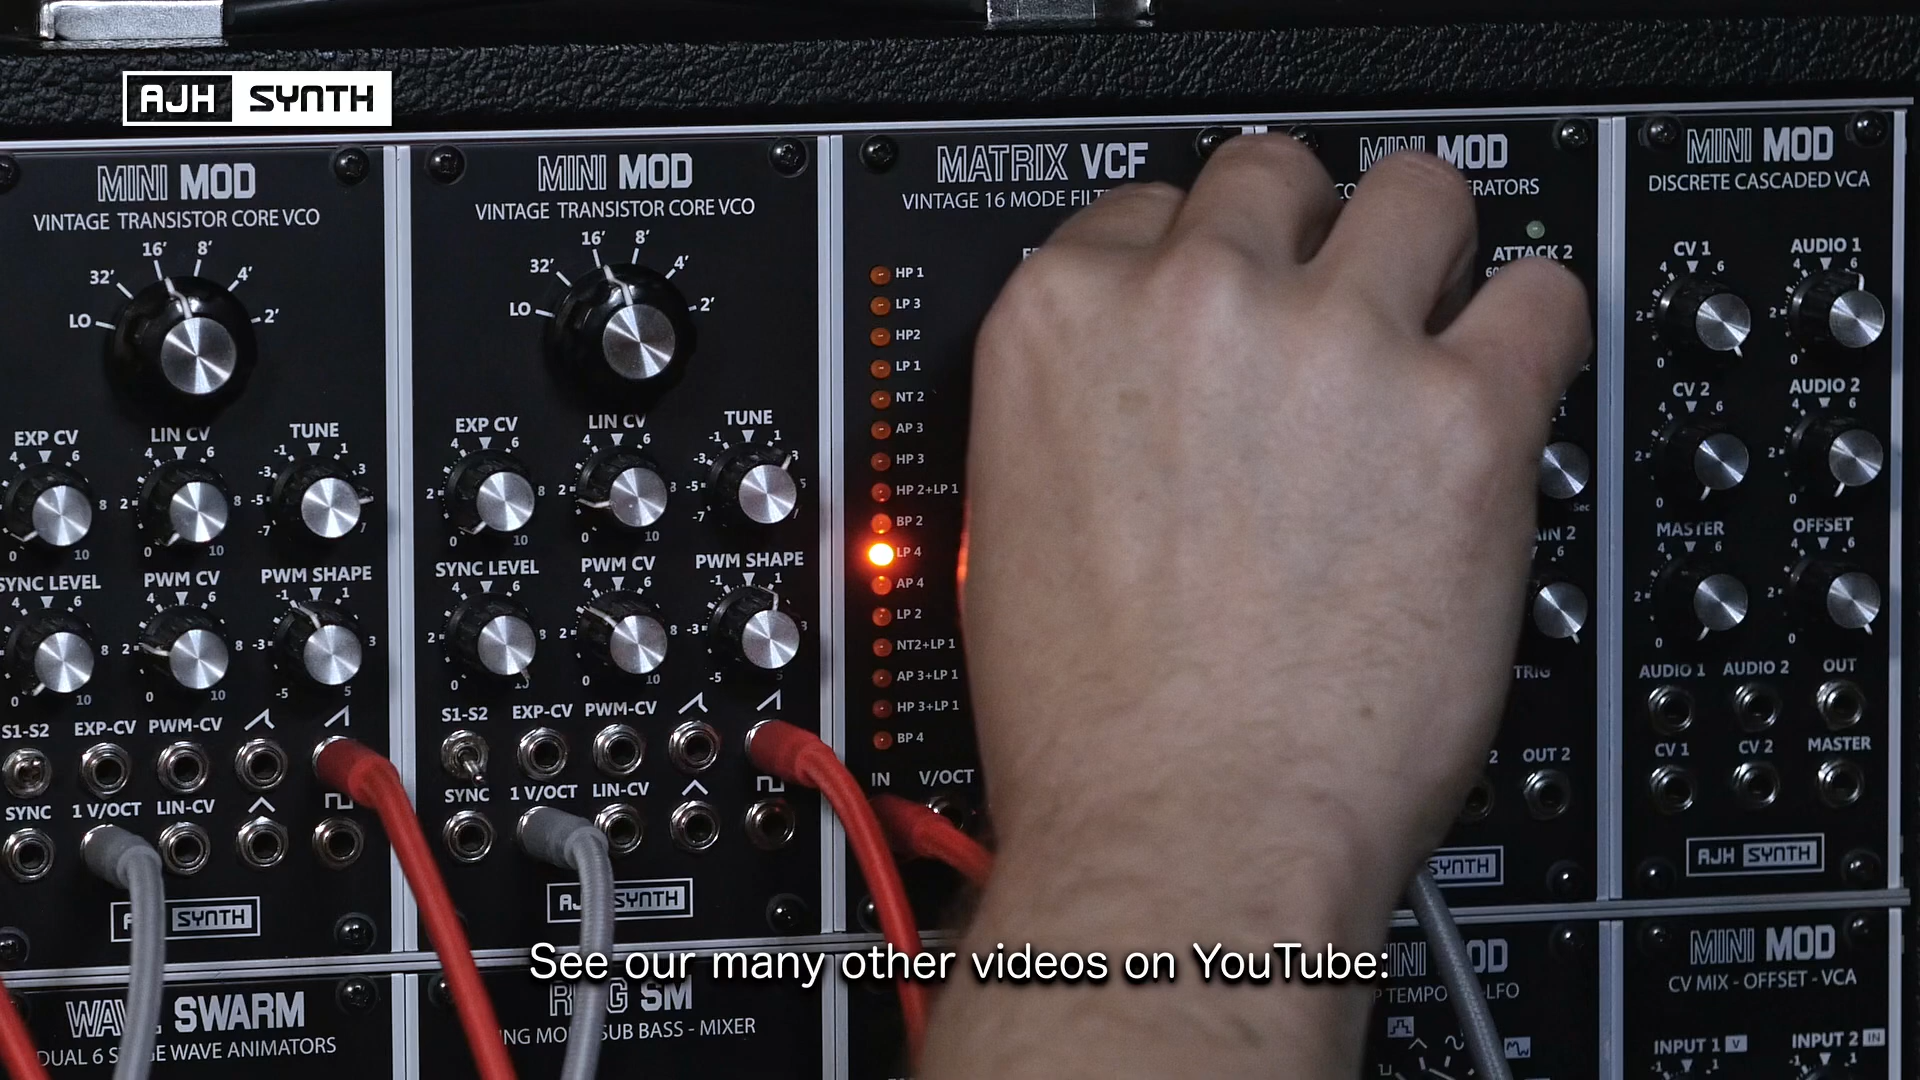 AJH SYNTH
MINI MOD
VINTAGE TRANSISTOR CORE VCO
LO 32' 16' 8' 4' 2'
EXP CV LIN CV TUNE
SYNC LEVEL PWM CV PWM SHAPE
S1-S2 EXP-CV PWM-CV
SYNC 1 V/OCT LIN-CV
SYNTH
MINI MOD
VINTAGE TRANSISTOR CORE VCO
LO 32' 16' 8' 4' 2'
EXP CV LIN CV TUNE
SYNC LEVEL PWM CV PWM SHAPE
S1-S2 EXP-CV PWM-CV
SYNC 1 V/OCT LIN-CV
SYNTH
MATRIX VCF
VINTAGE 16 MODE
HP 1
LP 3
HP2
LP 1
NT 2
AP 3
HP 3
HP 2+LP 1
BP 2
LP 4
AP 4
LP 2
NT2+LP 1
AP 3+LP 1
HP 3+LP 1
BP 4
IN V/OCT
MOD
ATTACK 2
TRIG
OUT 2
SYNTH
MINI MOD
DISCRETE CASCADED VCA
CV 1 AUDIO 1
CV 2 AUDIO 2
MASTER OFFSET
AUDIO 1 AUDIO 2 OUT
CV 1 CV 2 MASTER
AJH SYNTH
See our many other videos on YouTube:
SWARM
DUAL 6 WAVE ANIMATORS
SM
SUB BASS - MIXER
TEMPO
MINI MOD
CV MIX - OFFSET - VCA
INPUT 1 V INPUT 2 IN